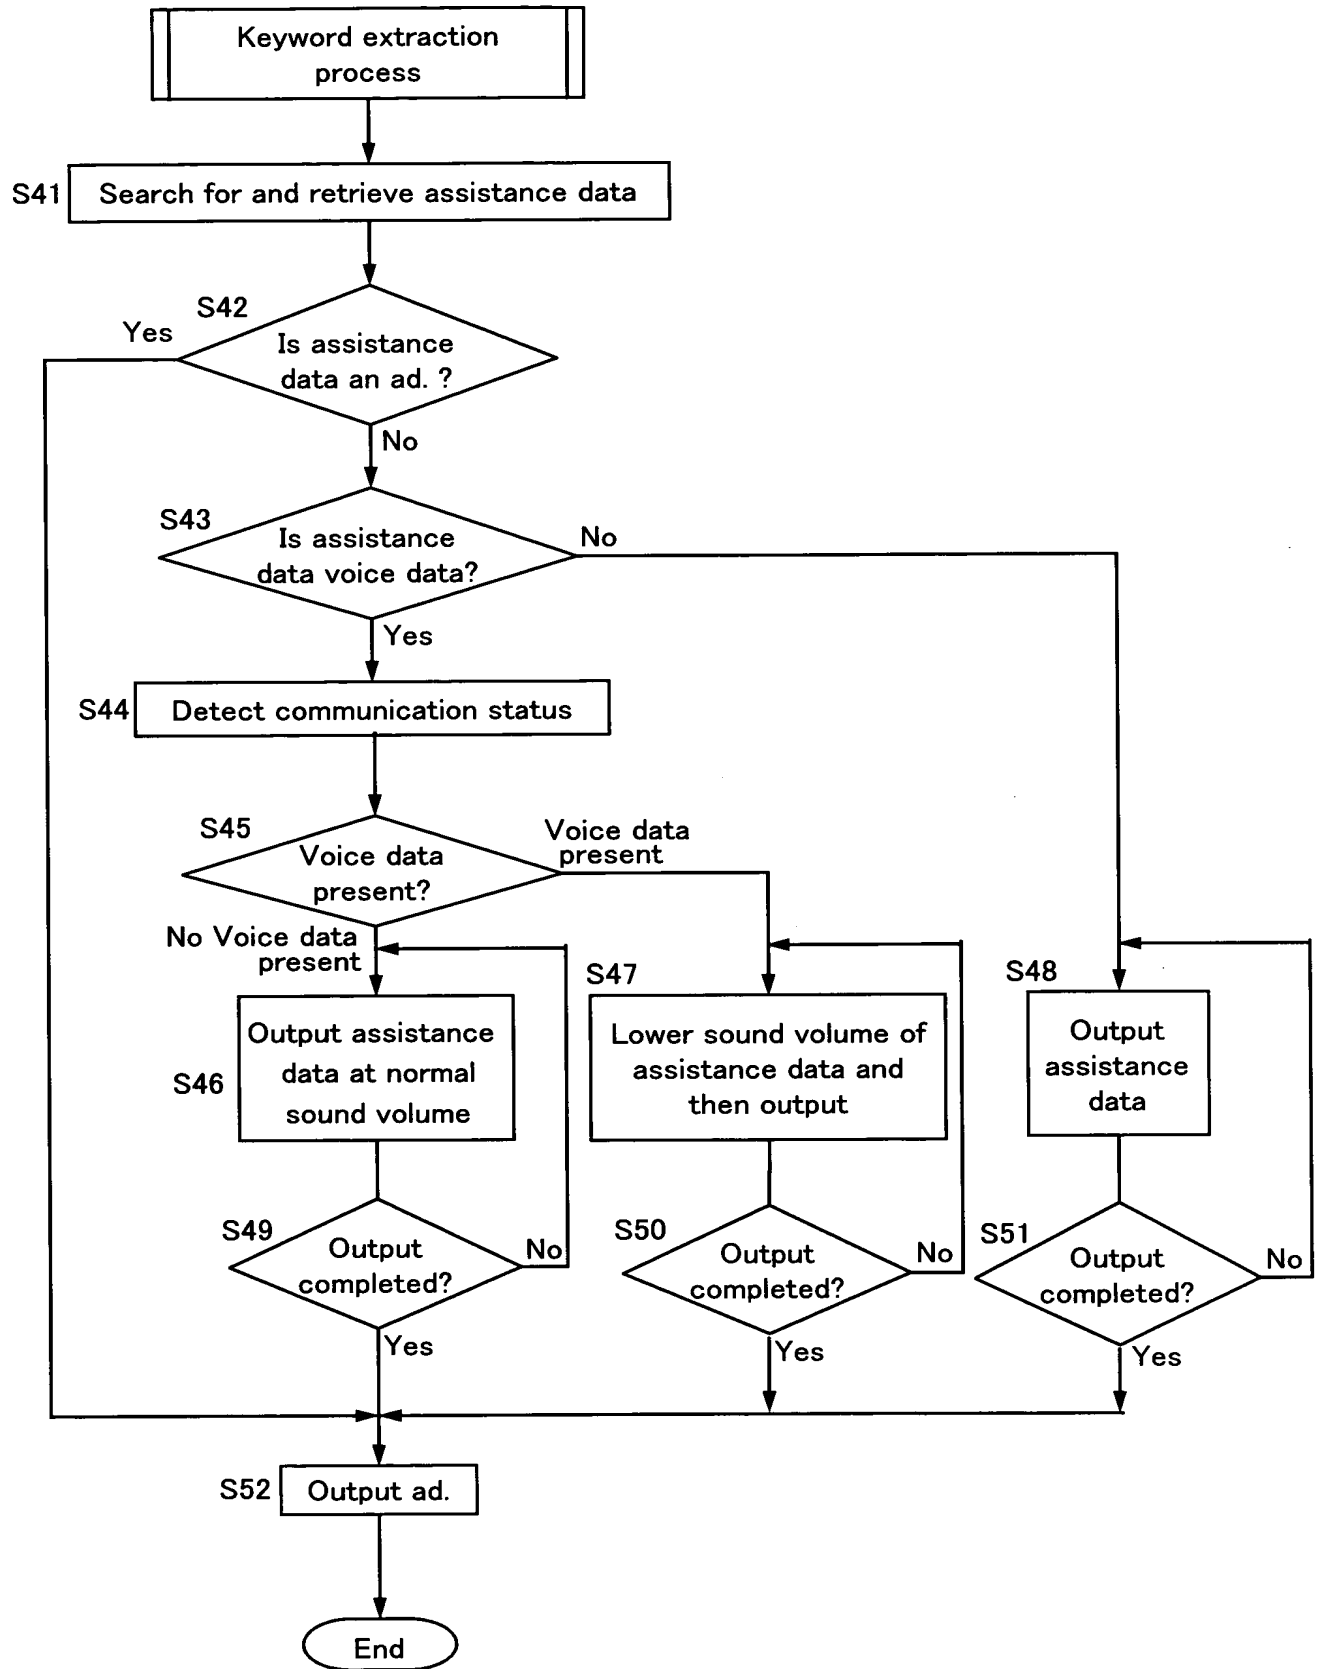 Keyword extraction
process
S41
Search for and retrieve assistance data
S42
Yes
Is assistance
data an ad. ?
No
S43
Is assistance
data voice data?
No
Yes
S44
Detect communication status
S45
Voice data
present?
Voice data
present
No Voice data
present
S46
Output assistance
data at normal
sound volume
S47
Lower sound volume of
assistance data and
then output
S48
Output
assistance
data
S49
Output
completed?
No
Yes
S50
Output
completed?
No
Yes
S51
Output
completed?
No
Yes
S52
Output ad.
End